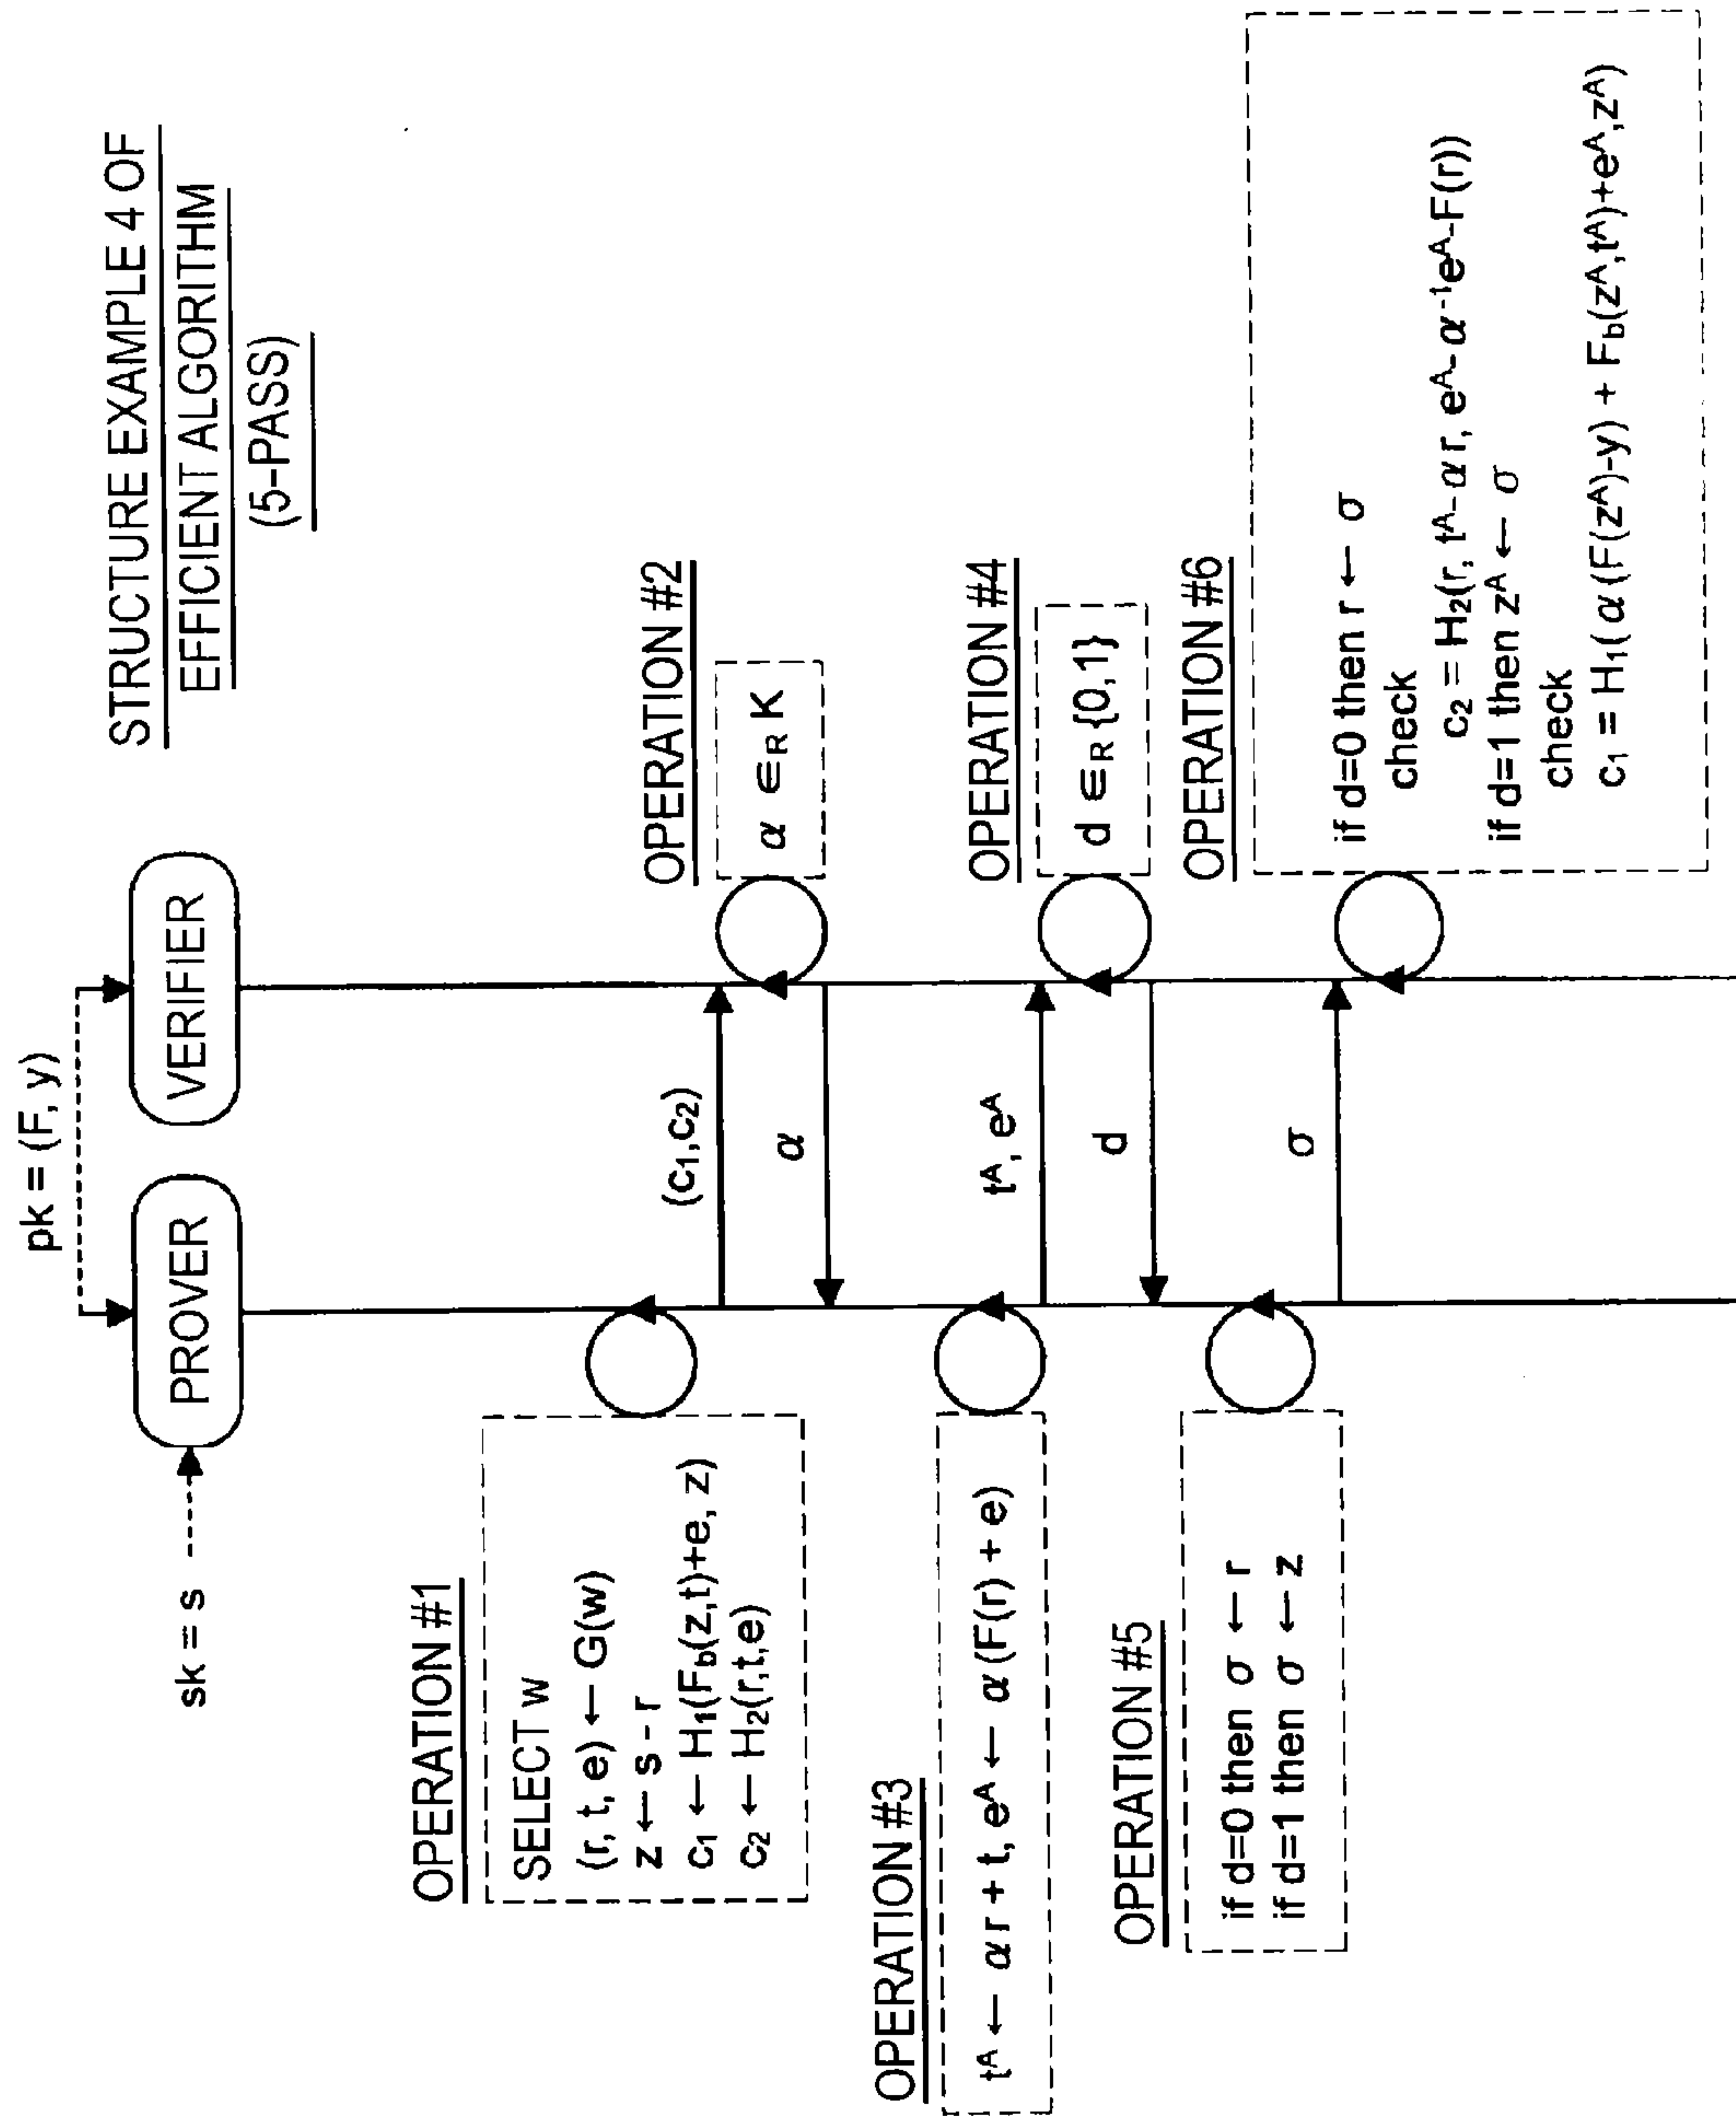 STRUCTURE EXAMPLE 4 OF
EFFICIENT ALGORITHM
(5-PASS)
pk = (F, y)
sk = s
PROVER
VERIFIER
OPERATION #1
SELECT w
(r, t, e) ← G(w)
z ← s - r
c₁ ← H₁(F_b(z,t)+e, z)
c₂ ← H₂(r,t,e)
(c₁,c₂)
OPERATION #2
α ∈_R K
α
OPERATION #3
t^A ← α r + t, e^A ← α (F(r) + e)
t^A, e^A
OPERATION #4
d ∈_R {0,1}
d
OPERATION #5
if d=0 then σ ← r
if d=1 then σ ← z
σ
OPERATION #6
if d=0 then r ← σ
check
c₂ = H₂(r, t^A-α r, e^A-α⁻¹e^A-F(r))
if d=1 then z^A ← σ
check
c₁ = H₁(α (F(z^A)-y) + F_b(z^A,t^A)+e^A,z^A)